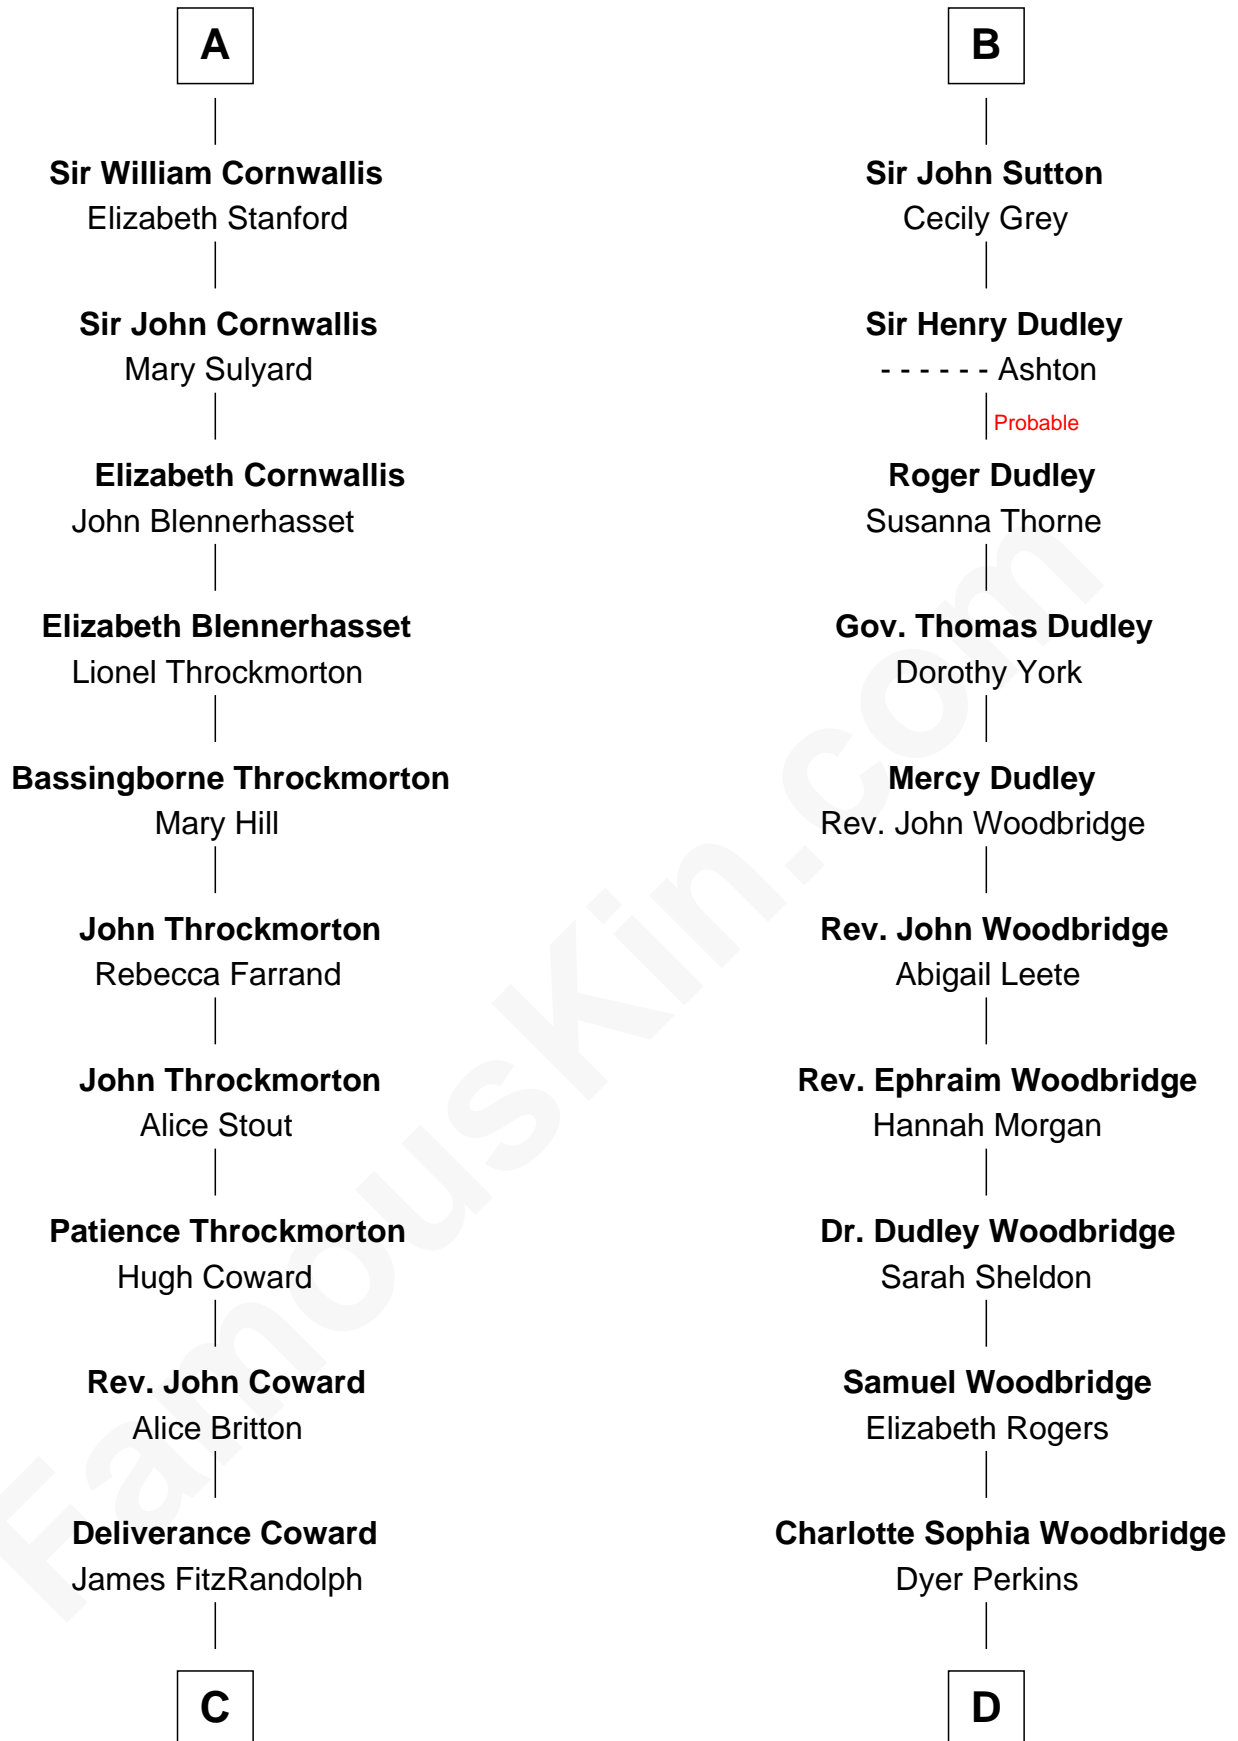 A
Sir William Cornwallis
Elizabeth Stanford
Sir John Cornwallis
Mary Sulyard
Elizabeth Cornwallis
John Blennerhasset
Elizabeth Blennerhasset
Lionel Throckmorton
Bassingborne Throckmorton
Mary Hill
John Throckmorton
Rebecca Farrand
John Throckmorton
Alice Stout
Patience Throckmorton
Hugh Coward
Rev. John Coward
Alice Britton
Deliverance Coward
James FitzRandolph
C
B
Sir John Sutton
Cecily Grey
Sir Henry Dudley
- - - - - - Ashton
Probable
Roger Dudley
Susanna Thorne
Gov. Thomas Dudley
Dorothy York
Mercy Dudley
Rev. John Woodbridge
Rev. John Woodbridge
Abigail Leete
Rev. Ephraim Woodbridge
Hannah Morgan
Dr. Dudley Woodbridge
Sarah Sheldon
Samuel Woodbridge
Elizabeth Rogers
Charlotte Sophia Woodbridge
Dyer Perkins
D
FamousKin.com